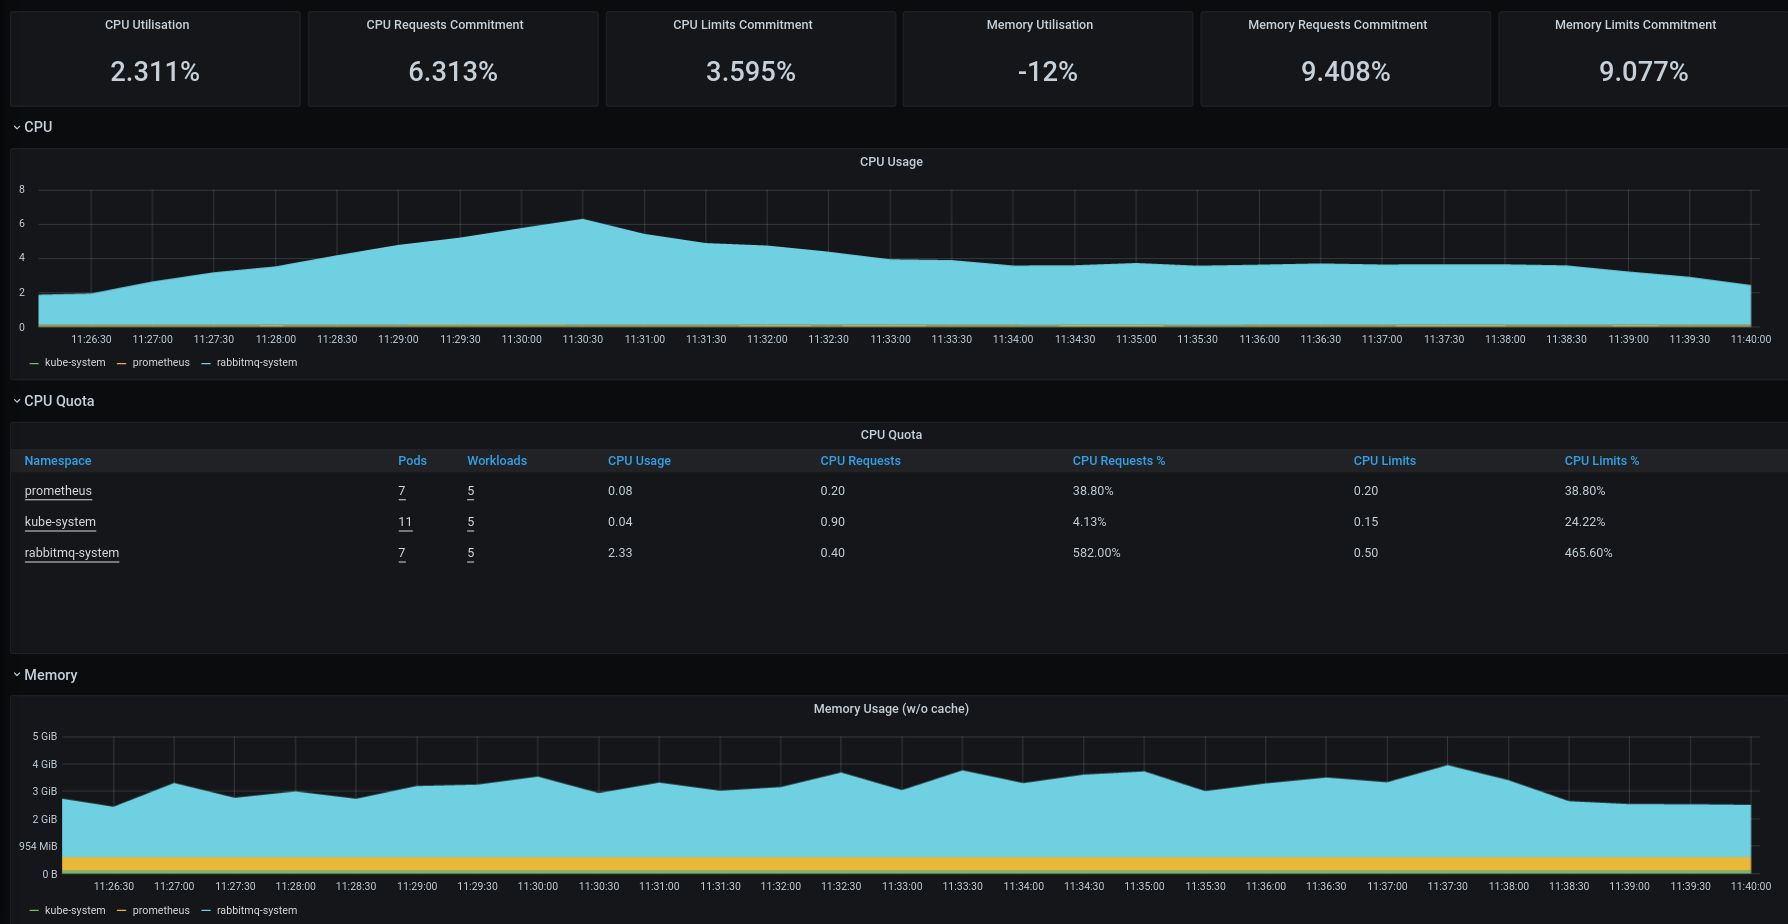 CPU Utilisation CPU Requests Commitment CPU Limits Commitment Memory Utilisation Memory Requests Commitment Memory Limits Commitment
2.311% 6.313% 3.595% -12% 9.408% 9.077%
CPU
CPU Usage
8
6
4
2
0
11:26:30 11:27:00 11:27:30 11:28:00 11:28:30 11:29:00 11:29:30 11:30:00 11:30:30 11:31:00 11:31:30 11:32:00 11:32:30 11:33:00 11:33:30 11:34:00 11:34:30 11:35:00 11:35:30 11:36:00 11:36:30 11:37:00 11:37:30 11:38:00 11:38:30 11:39:00 11:39:30 11:40:00
kube-system prometheus rabbitmq-system
CPU Quota
CPU Quota
Namespace Pods Workloads CPU Usage CPU Requests CPU Requests % CPU Limits CPU Limits %
prometheus 7 5 0.08 0.20 38.80% 0.20 38.80%
kube-system 11 5 0.04 0.90 4.13% 0.15 24.22%
rabbitmq-system 7 5 2.33 0.40 582.00% 0.50 465.60%
Memory
Memory Usage (w/o cache)
5 GiB
4 GiB
3 GiB
2 GiB
954 MiB
0 B
11:26:30 11:27:00 11:27:30 11:28:00 11:28:30 11:29:00 11:29:30 11:30:00 11:30:30 11:31:00 11:31:30 11:32:00 11:32:30 11:33:00 11:33:30 11:34:00 11:34:30 11:35:00 11:35:30 11:36:00 11:36:30 11:37:00 11:37:30 11:38:00 11:38:30 11:39:00 11:39:30 11:40:00
kube-system prometheus rabbitmq-system